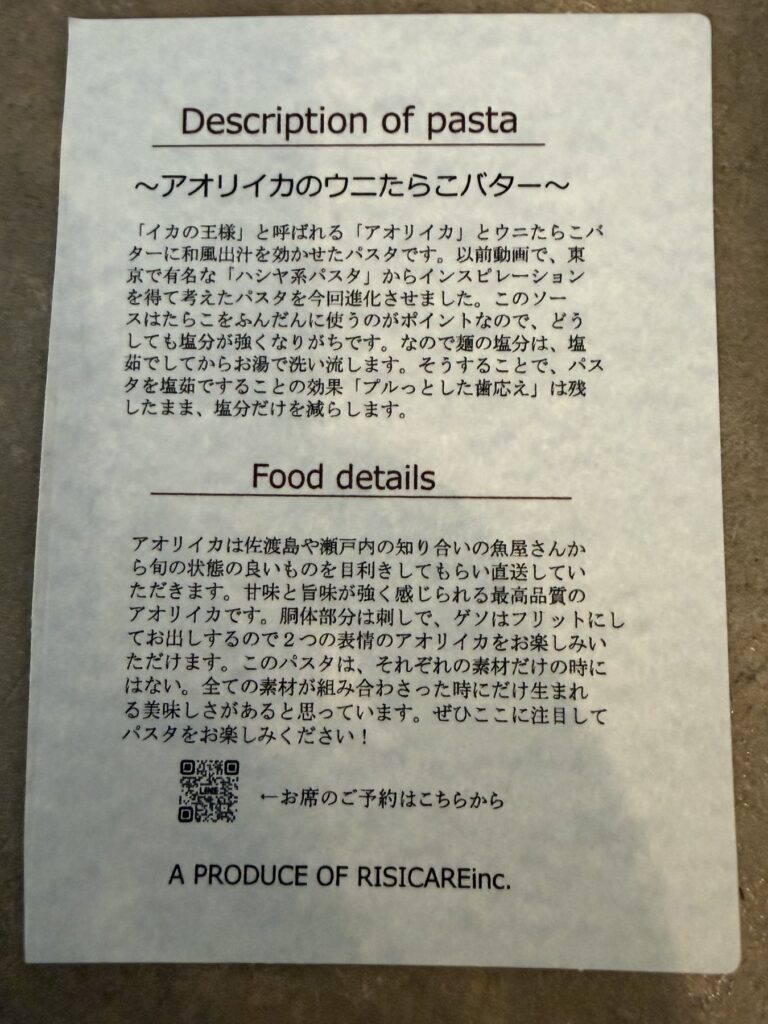 Description of pasta
～アオリイカのウニたらこバター～
「イカの王様」と呼ばれる「アオリイカ」とウニたらこバ
ターに和風出汁を効かせたパスタです。以前動画で、東
京で有名な「ハシヤ系パスタ」からインスピレーション
を得て考えたパスタを今回進化させました。このソー
スはたらこをふんだんに使うのがポイントなので、どう
しても塩分が強くなりがちです。なので麺の塩分は、塩
茹でしてからお湯で洗い流します。そうすることで、パス
タを塩茹ですることの効果「プルっとした歯応え」は残
したまま、塩分だけを減らします。
Food details
アオリイカは佐渡島や瀬戸内の知り合いの魚屋さんか
ら旬の状態の良いものを目利きしてもらい直送してい
ただきます。甘味と旨味が強く感じられる最高品質の
アオリイカです。胴体部分は刺しで、ゲソはフリットにし
てお出しするので２つの表情のアオリイカをお楽しみい
ただけます。このパスタは、それぞれの素材だけの時に
はない。全ての素材が組み合わさった時にだけ生まれ
る美味しさがあると思っています。ぜひここに注目して
パスタをお楽しみください！
LINE
←お席のご予約はこちらから
A PRODUCE OF RISICAREinc.